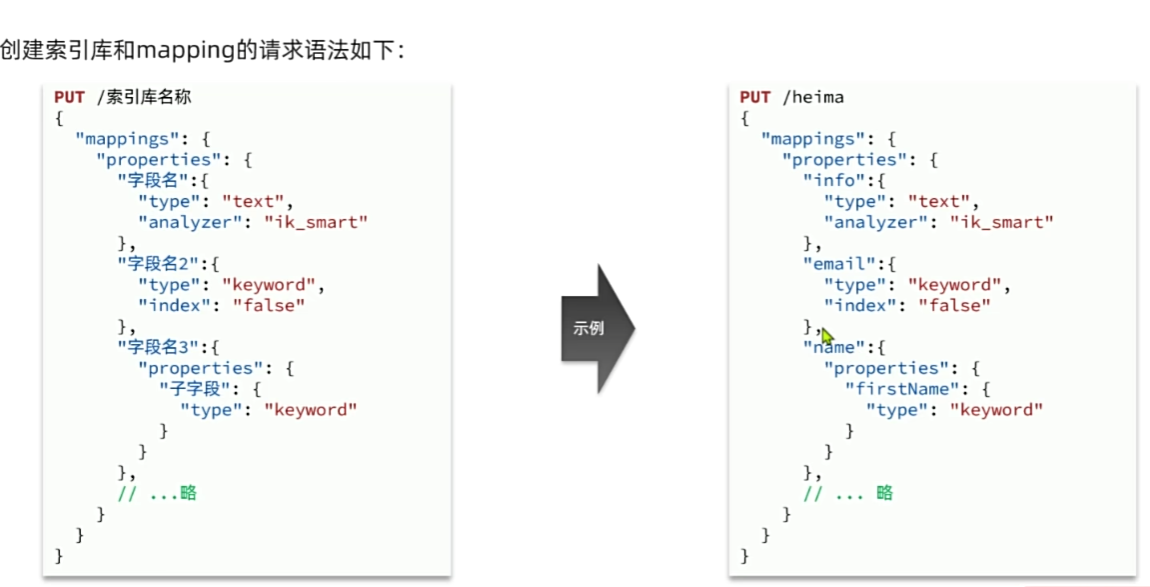 创建索引库和mapping的请求语法如下：
PUT /索引库名称
{
  "mappings": {
    "properties": {
      "字段名":{
        "type": "text",
        "analyzer": "ik_smart"
      },
      "字段名2":{
        "type": "keyword",
        "index": "false"
      },
      "字段名3":{
        "properties": {
          "子字段": {
            "type": "keyword"
          }
        }
      },
      // ...略
    }
  }
}
示例
PUT /heima
{
  "mappings": {
    "properties": {
      "info":{
        "type": "text",
        "analyzer": "ik_smart"
      },
      "email":{
        "type": "keyword",
        "index": "false"
      },
      "name":{
        "properties": {
          "firstName": {
            "type": "keyword"
          }
        }
      },
      // ... 略
    }
  }
}